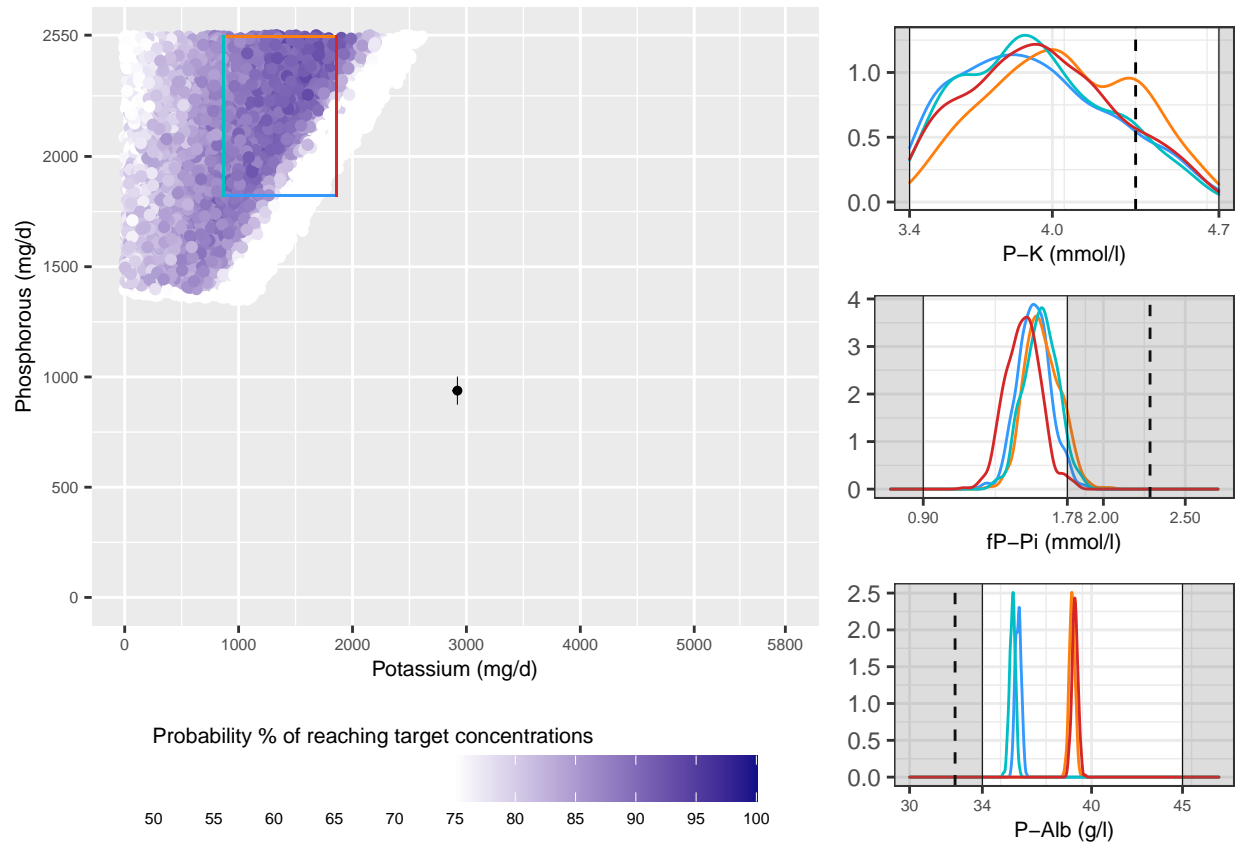 Phosphorous (mg/d)
2550
2000
1500
1000
500
0
0 1000 2000 3000 4000 5000 5800
Potassium (mg/d)
Probability % of reaching target concentrations
50 55 60 65 70 75 80 85 90 95 100
1.0
0.5
0.0
3.4 4.0 4.7
P−K (mmol/l)
4
3
2
1
0
0.90 1.78 2.00 2.50
fP−Pi (mmol/l)
2.5
2.0
1.5
1.0
0.5
0.0
30 34 40 45
P−Alb (g/l)